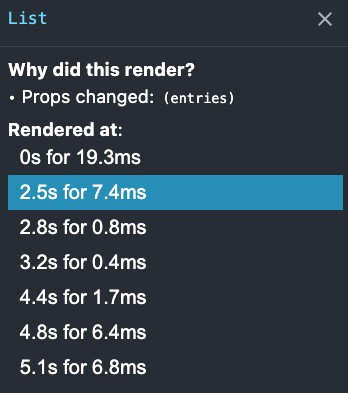 List
Why did this render?
• Props changed: (entries)
Rendered at:
0s for 19.3ms
2.5s for 7.4ms
2.8s for 0.8ms
3.2s for 0.4ms
4.4s for 1.7ms
4.8s for 6.4ms
5.1s for 6.8ms